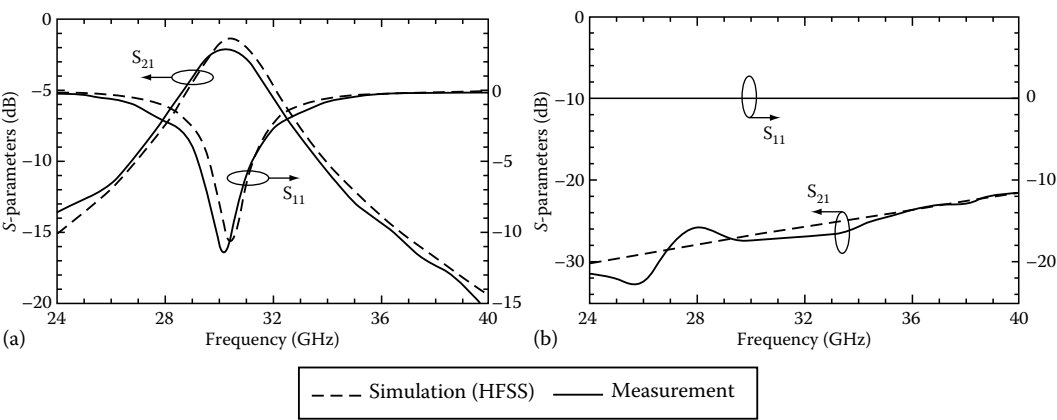 0
−5
−10
−15
−20
S-parameters (dB)
S21
S11
0
−5
−10
−15
24
28
32
36
40
Frequency (GHz)
(a)
0
−10
−20
−30
S-parameters (dB)
S11
S21
0
−10
−20
24
28
32
36
40
Frequency (GHz)
(b)
Simulation (HFSS)
Measurement